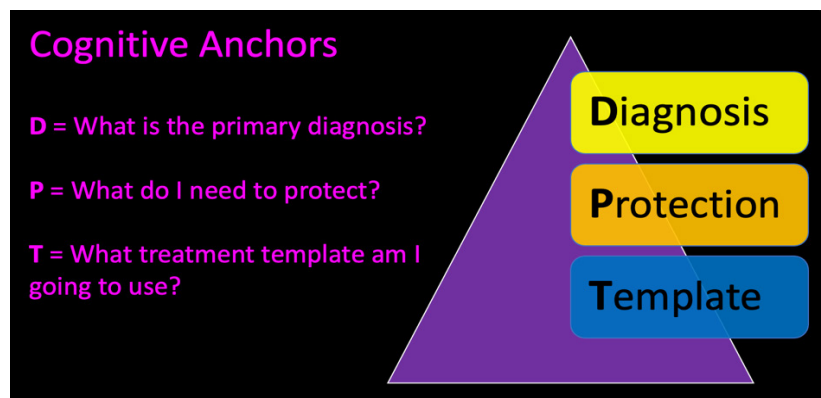 Cognitive Anchors
D = What is the primary diagnosis?
P = What do I need to protect?
T = What treatment template am I
going to use?
Diagnosis
Protection
Template